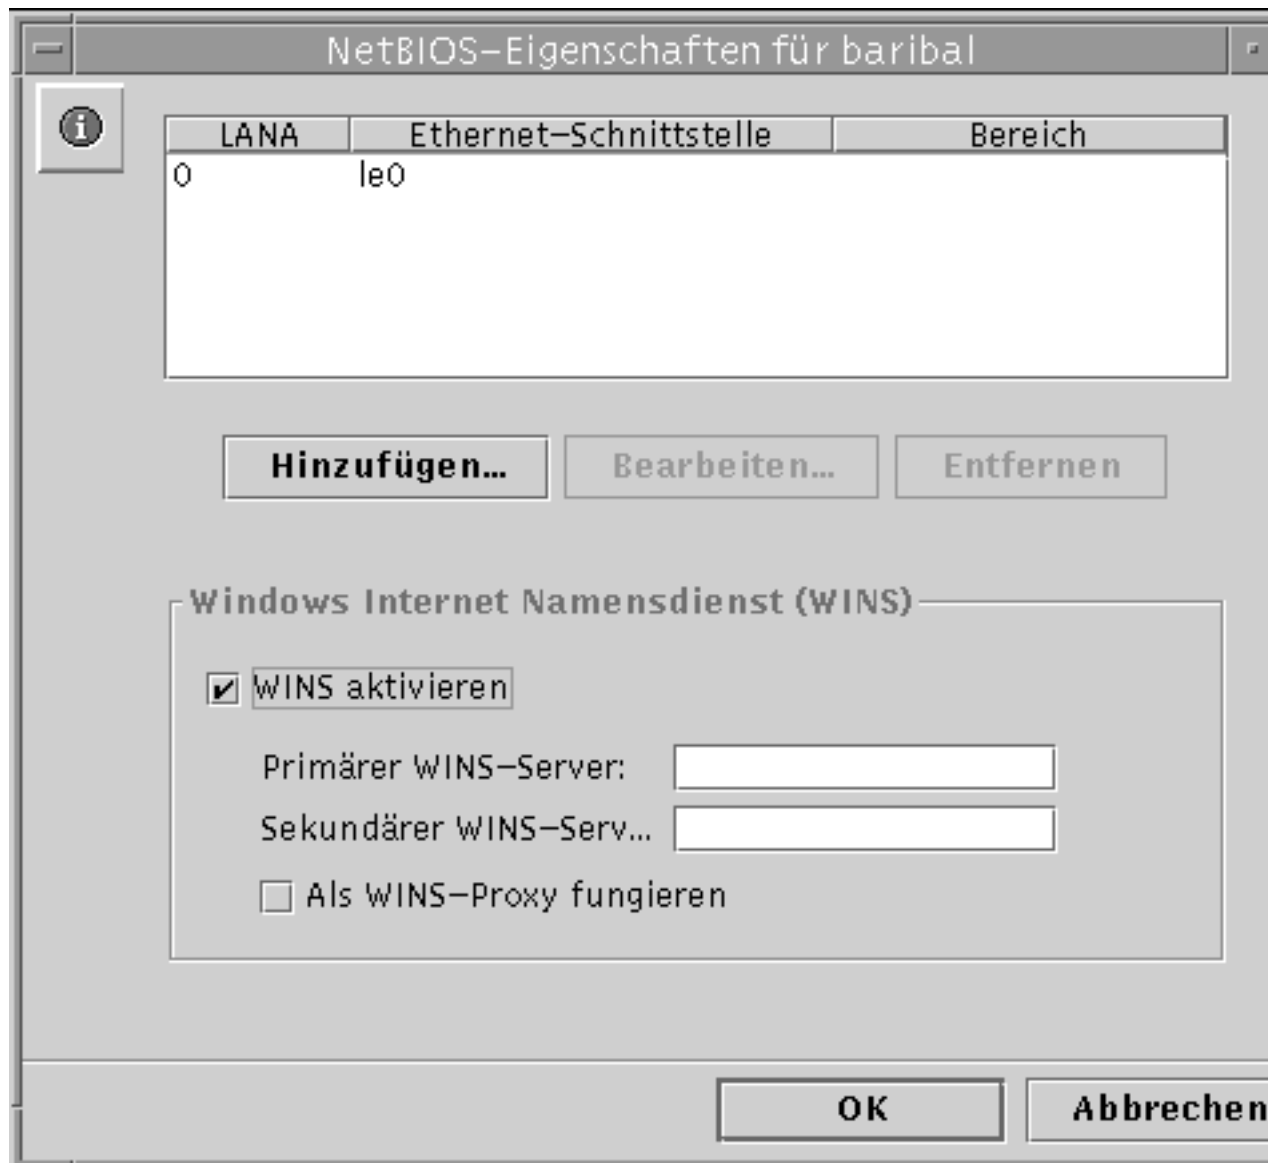 NetBIOS–Eigenschaften für baribal
LANA Ethernet–Schnittstelle Bereich
0 le0
Hinzufügen... Bearbeiten... Entfernen
Windows Internet Namensdienst (WINS)
WINS aktivieren
Primärer WINS–Server:
Sekundärer WINS–Serv...
Als WINS–Proxy fungieren
OK Abbrechen